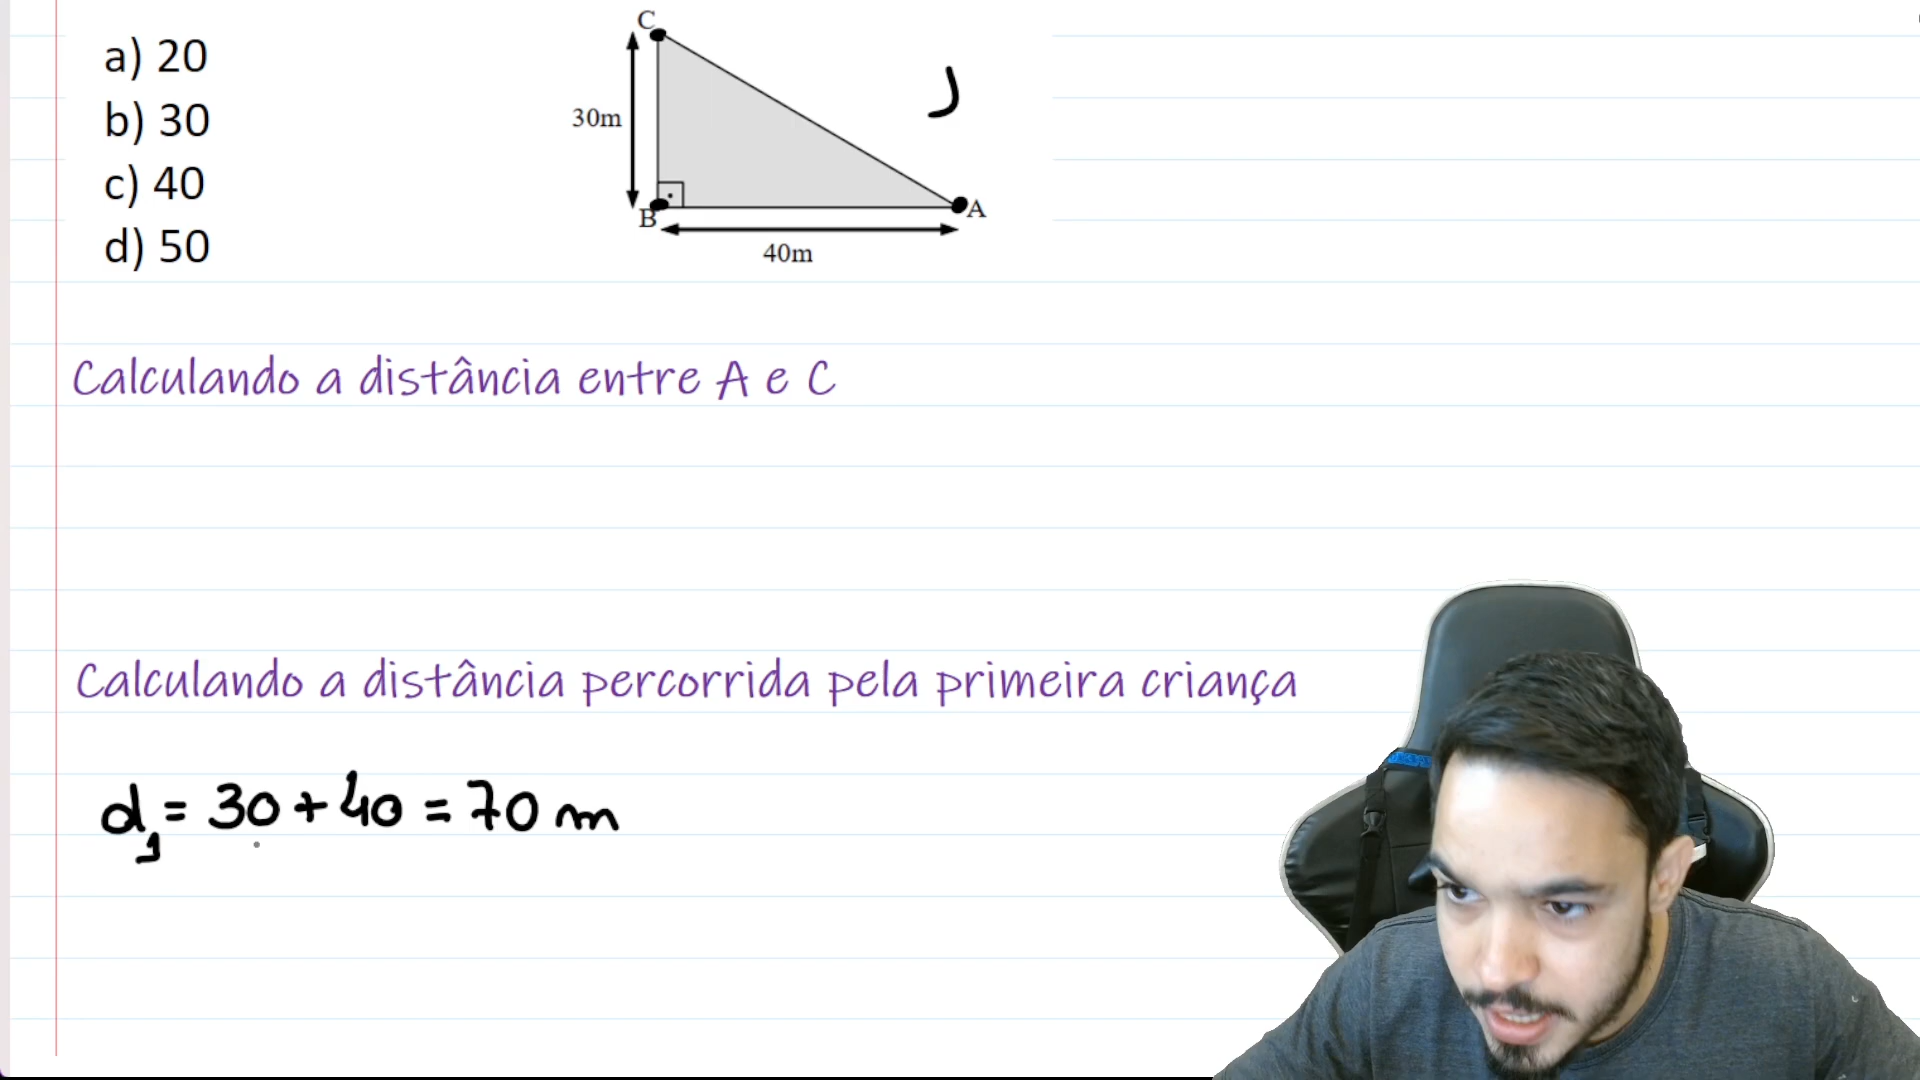 a) 20
b) 30
c) 40
d) 50
C
30m
B
A
40m
Calculando a distância entre A e C
Calculando a distância percorrida pela primeira criança
d₁ = 30 + 40 = 70 m